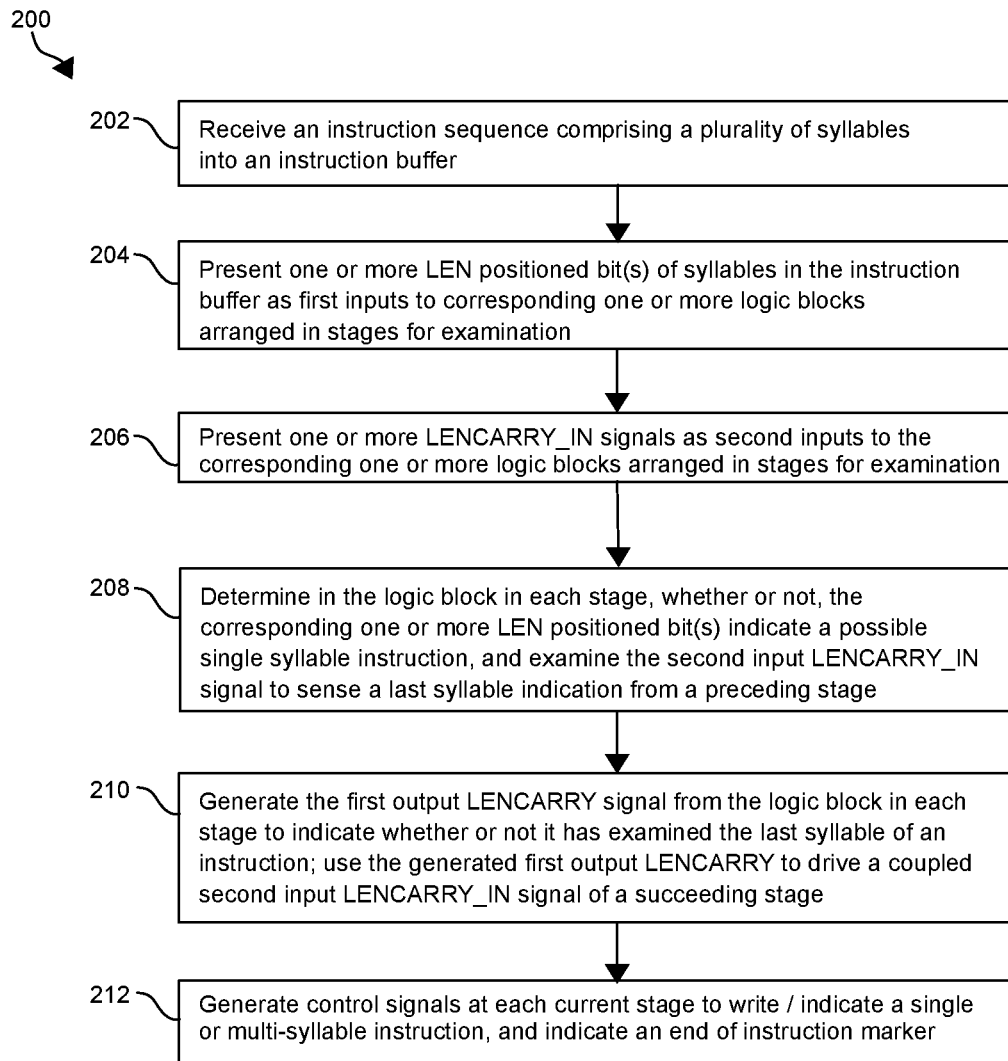 200
202
Receive an instruction sequence comprising a plurality of syllables
into an instruction buffer
204
Present one or more LEN positioned bit(s) of syllables in the instruction
buffer as first inputs to corresponding one or more logic blocks
arranged in stages for examination
206
Present one or more LENCARRY_IN signals as second inputs to the
corresponding one or more logic blocks arranged in stages for examination
208
Determine in the logic block in each stage, whether or not, the
corresponding one or more LEN positioned bit(s) indicate a possible
single syllable instruction, and examine the second input LENCARRY_IN
signal to sense a last syllable indication from a preceding stage
210
Generate the first output LENCARRY signal from the logic block in each
stage to indicate whether or not it has examined the last syllable of an
instruction; use the generated first output LENCARRY to drive a coupled
second input LENCARRY_IN signal of a succeeding stage
212
Generate control signals at each current stage to write / indicate a single
or multi-syllable instruction, and indicate an end of instruction marker